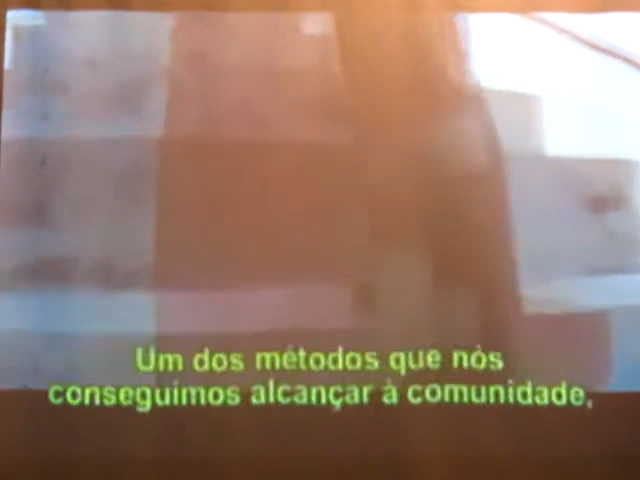 Um dos métodos que nós
conseguimos alcançar à comunidade,